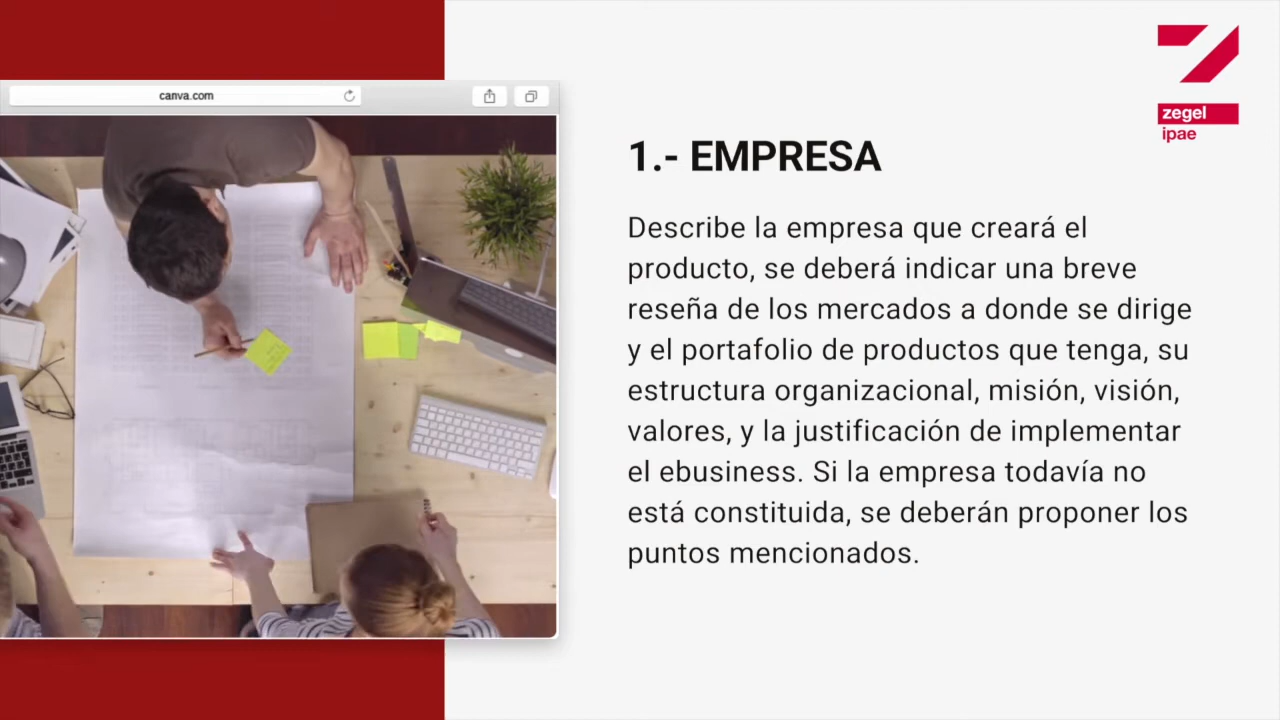 canva.com
zegel
ipae
1.- EMPRESA
Describe la empresa que creará el
producto, se deberá indicar una breve
reseña de los mercados a donde se dirige
y el portafolio de productos que tenga, su
estructura organizacional, misión, visión,
valores, y la justificación de implementar
el ebusiness. Si la empresa todavía no
está constituida, se deberán proponer los
puntos mencionados.